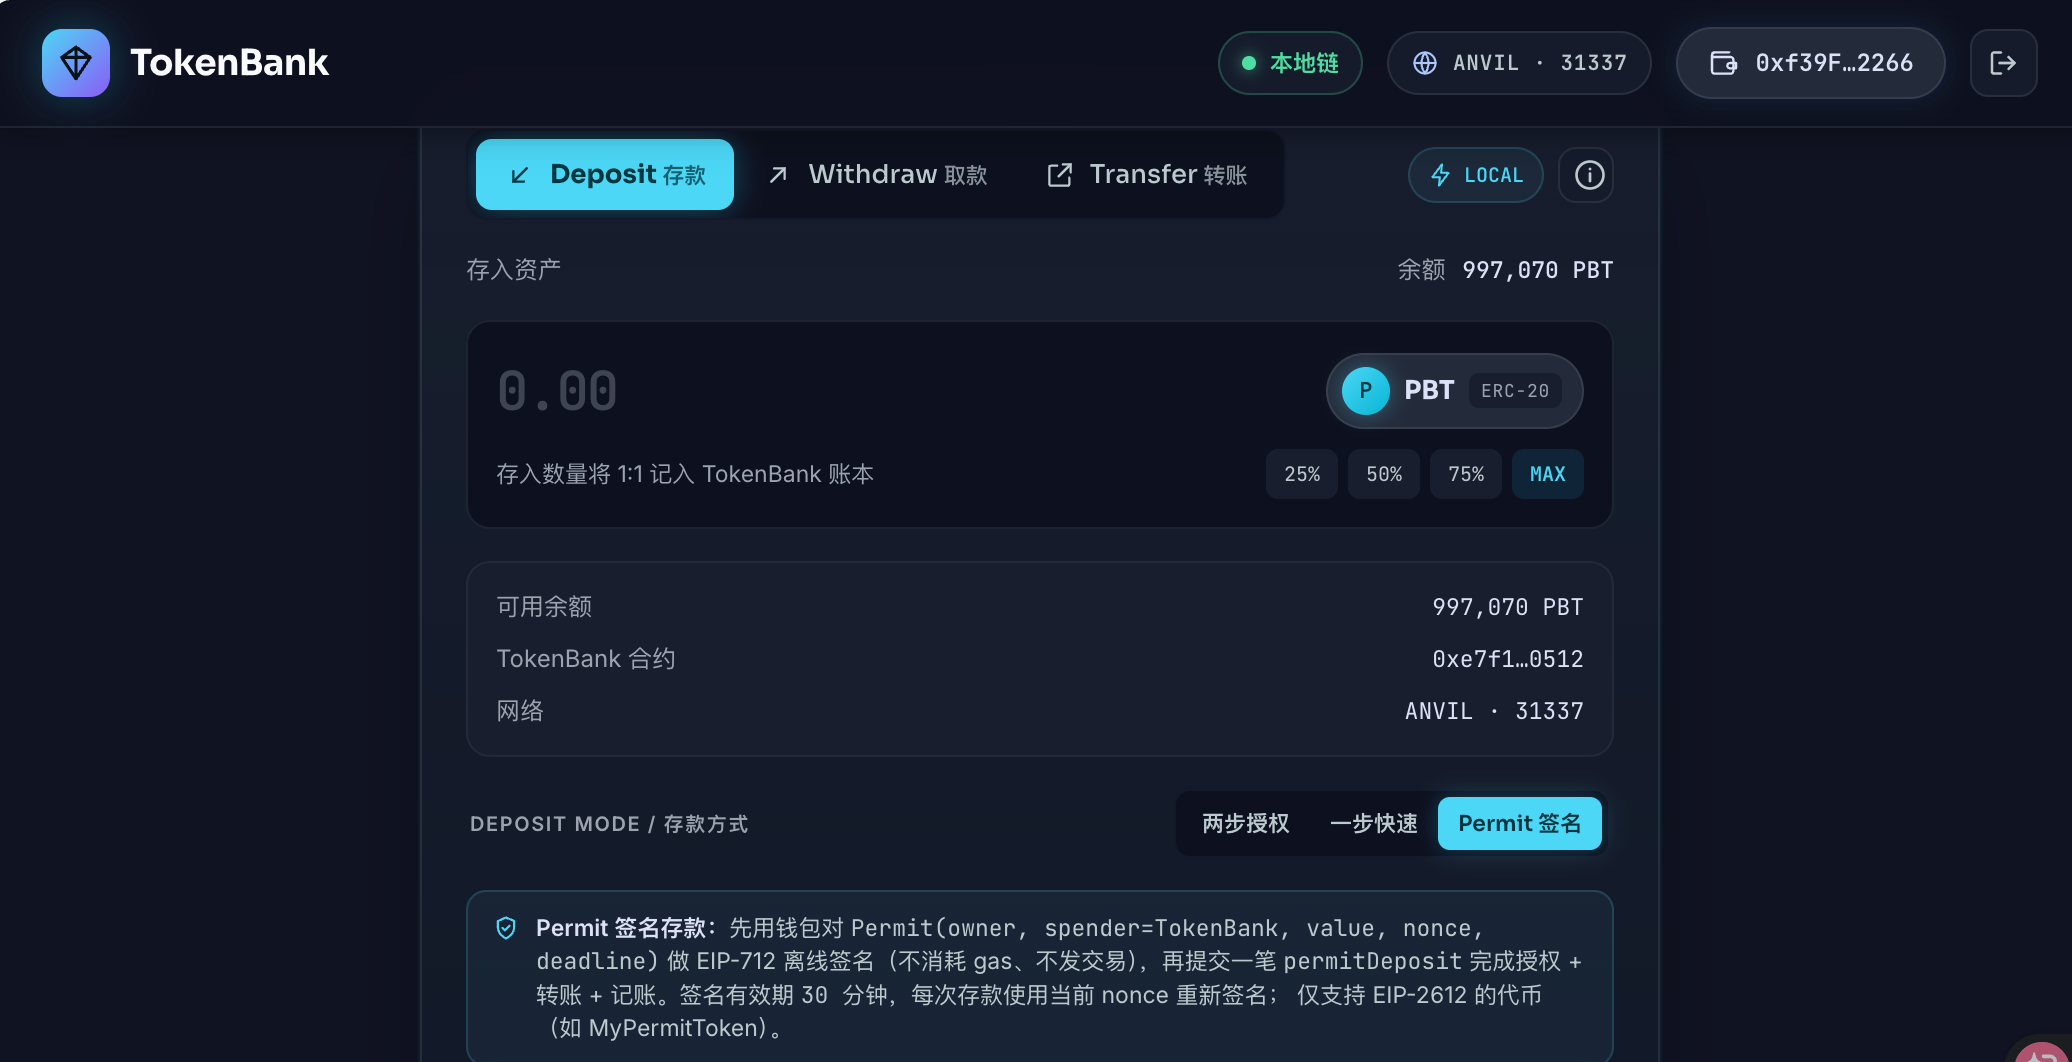 TokenBank
本地链
ANVIL · 31337
0xf39F…2266
Deposit 存款
Withdraw 取款
Transfer 转账
LOCAL
存入资产
余额 997,070 PBT
0.00
P PBT ERC-20
存入数量将 1:1 记入 TokenBank 账本
25% 50% 75% MAX
可用余额 997,070 PBT
TokenBank 合约 0xe7f1…0512
网络 ANVIL · 31337
DEPOSIT MODE / 存款方式
两步授权 一步快速 Permit 签名
Permit 签名存款：先用钱包对 Permit(owner, spender=TokenBank, value, nonce,
deadline) 做 EIP-712 离线签名（不消耗 gas、不发交易），再提交一笔 permitDeposit 完成授权 +
转账 + 记账。签名有效期 30 分钟，每次存款使用当前 nonce 重新签名； 仅支持 EIP-2612 的代币
（如 MyPermitToken）。